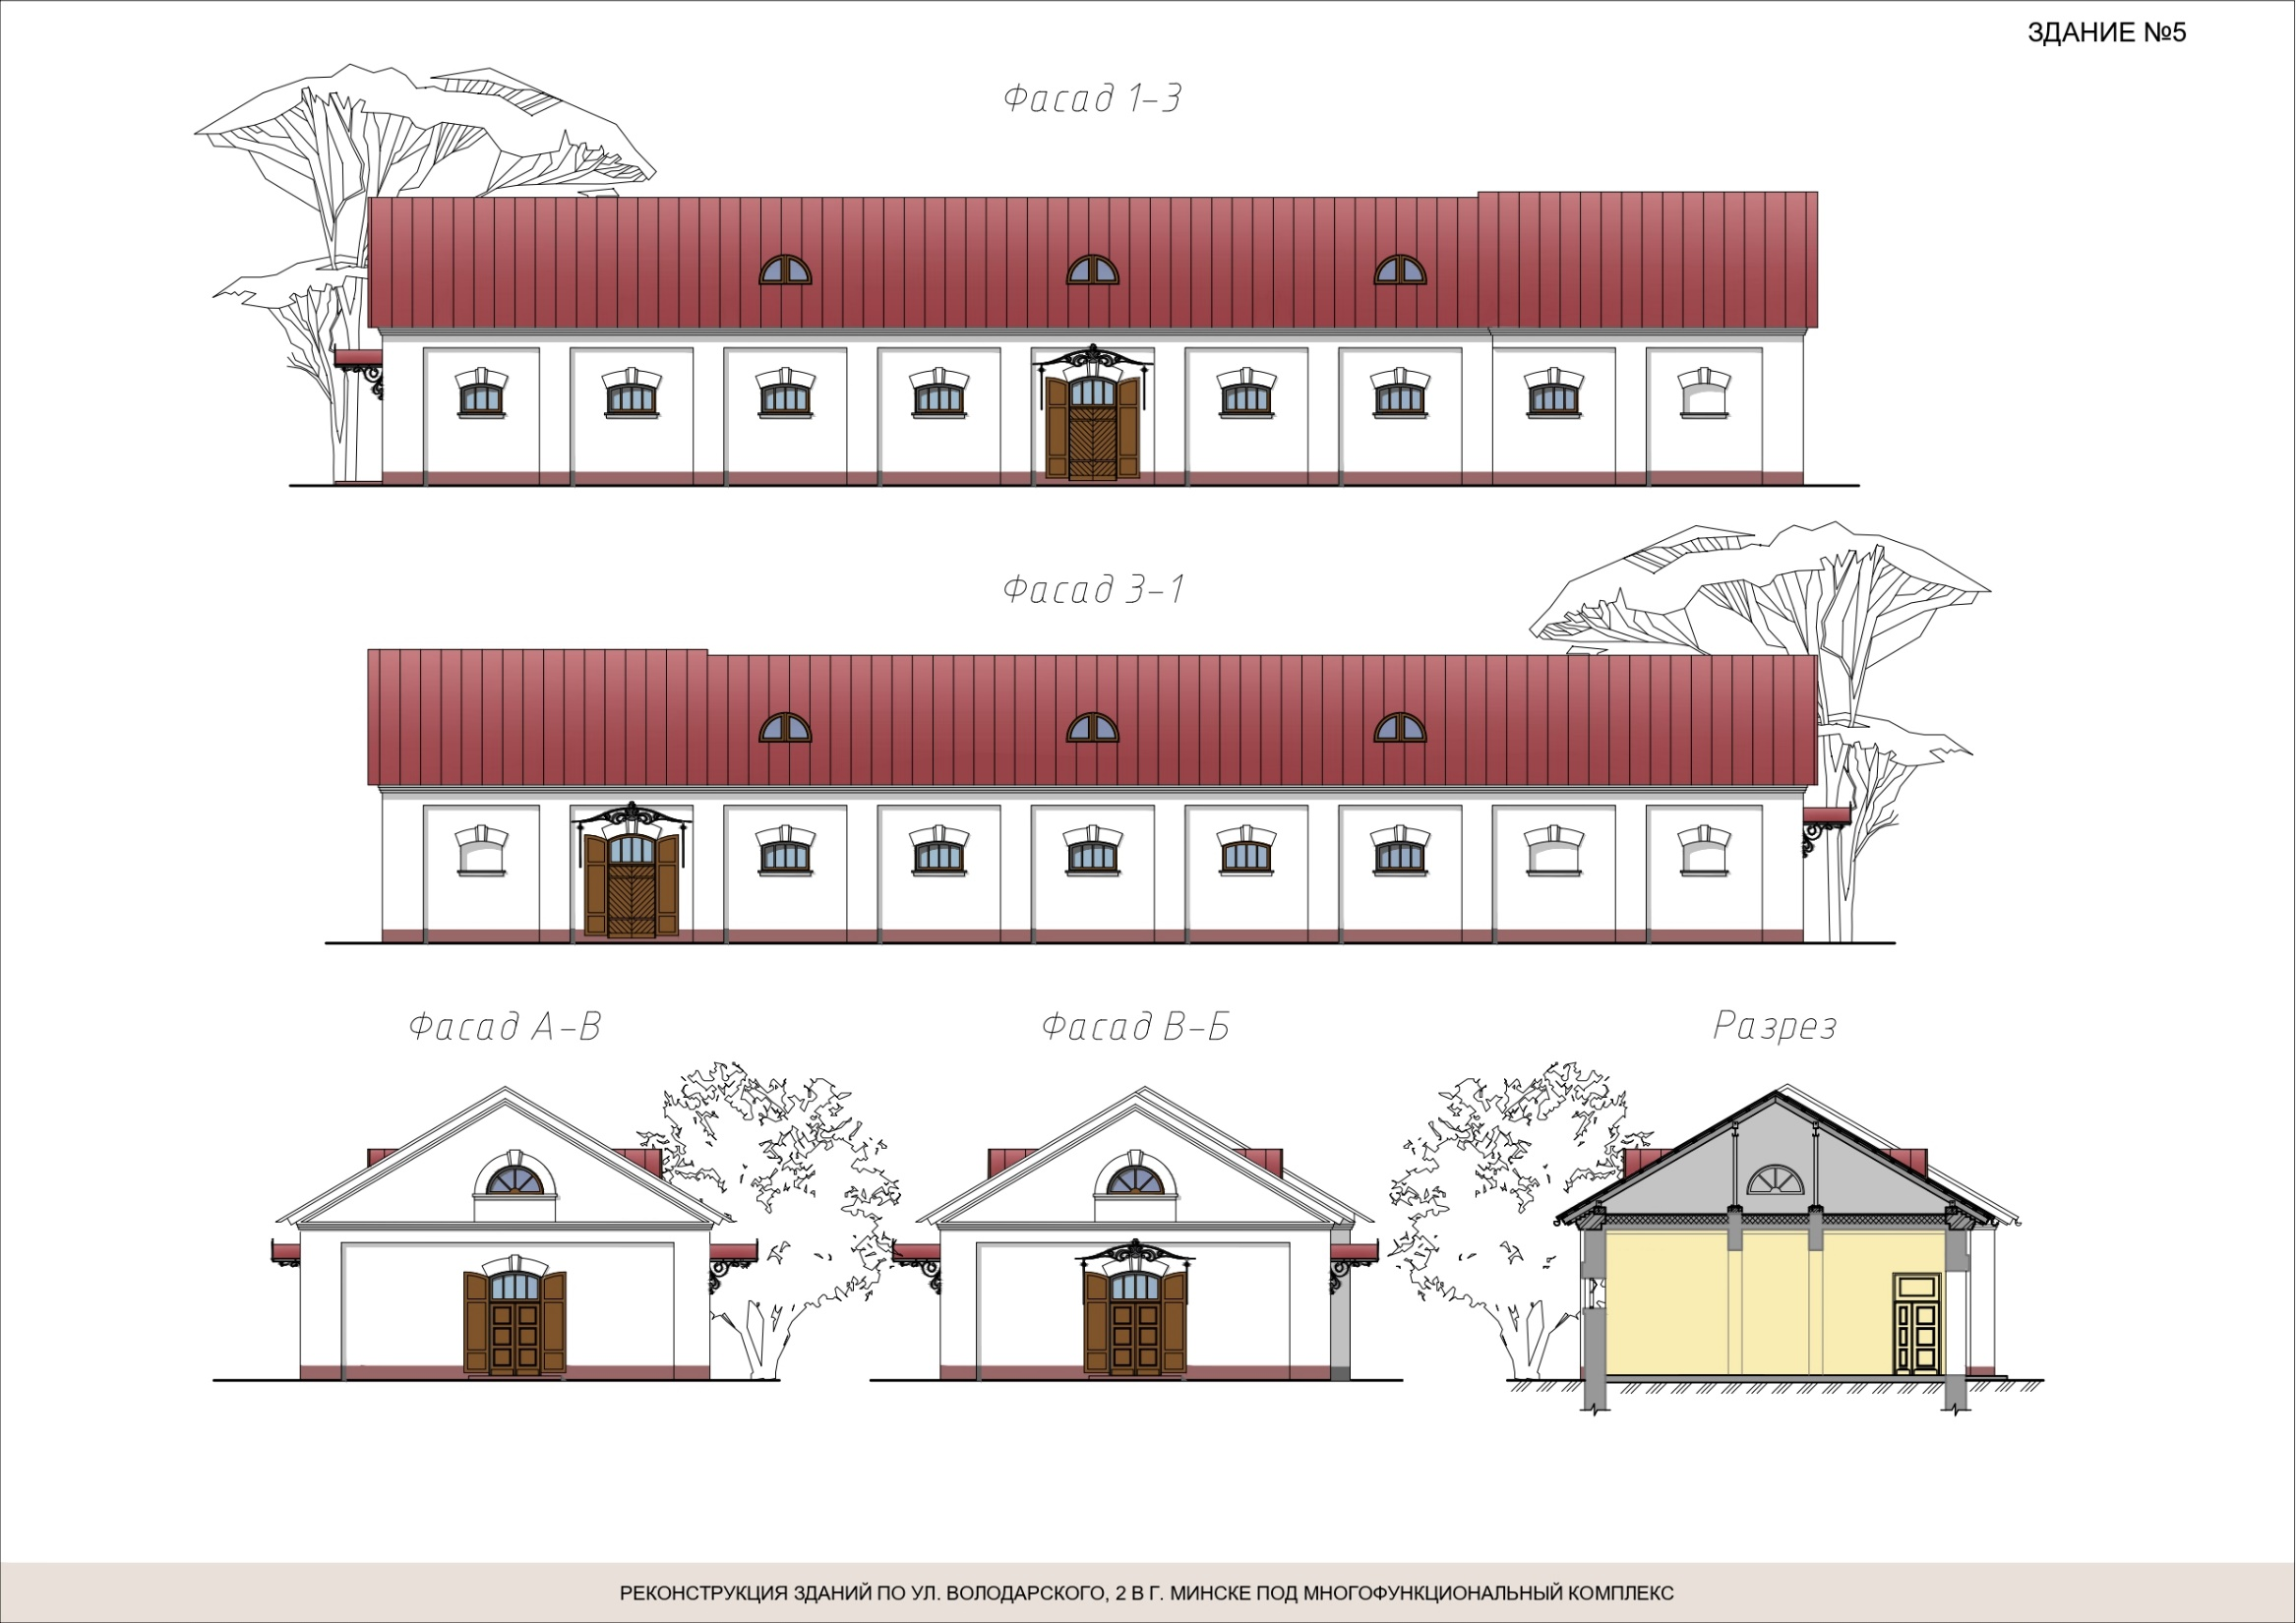 ЗДАНИЕ №5
Фасад 1-3
Фасад 3-1
Фасад А-В
Фасад В-Б
Разрез
РЕКОНСТРУКЦИЯ ЗДАНИЙ ПО УЛ. ВОЛОДАРСКОГО, 2 В Г. МИНСКЕ ПОД МНОГОФУНКЦИОНАЛЬНЫЙ КОМПЛЕКС